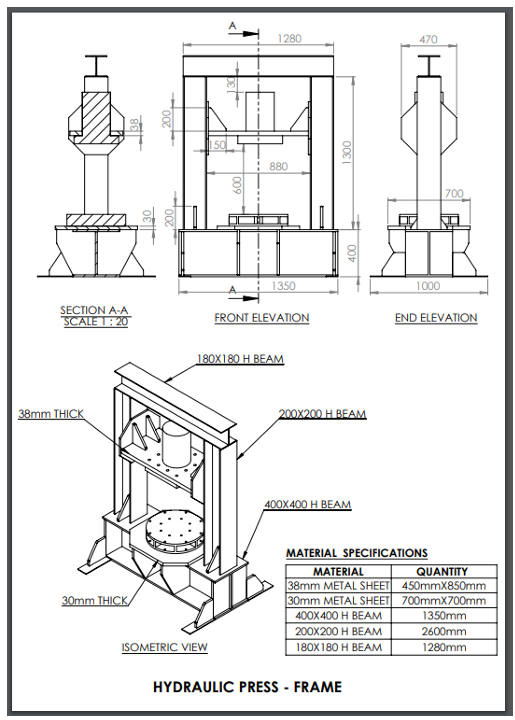 A
1280
470
130
200
38
150
880
1300
600
200
30
700
400
A
1350
1000
SECTION A-A
SCALE 1 : 20
FRONT ELEVATION
END ELEVATION
180X180 H BEAM
38mm THICK
200X200 H BEAM
400X400 H BEAM
30mm THICK
ISOMETRIC VIEW
MATERIAL SPECIFICATIONS
MATERIAL QUANTITY
38mm METAL SHEET 450mmX850mm
30mm METAL SHEET 700mmX700mm
400X400 H BEAM 1350mm
200X200 H BEAM 2600mm
180X180 H BEAM 1280mm
HYDRAULIC PRESS - FRAME